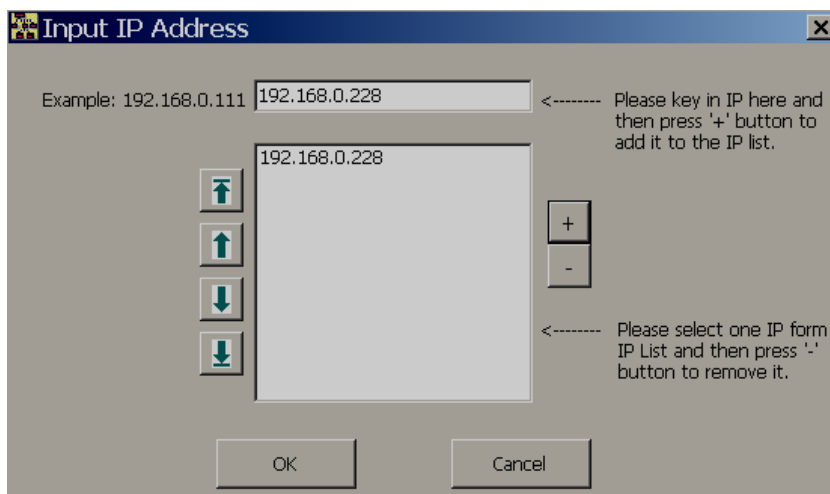 Input IP Address
Example: 192.168.0.111
192.168.0.228
<-------- Please key in IP here and
then press '+' button to
add it to the IP list.
192.168.0.228
+
-
<-------- Please select one IP form
IP List and then press '-'
button to remove it.
OK
Cancel